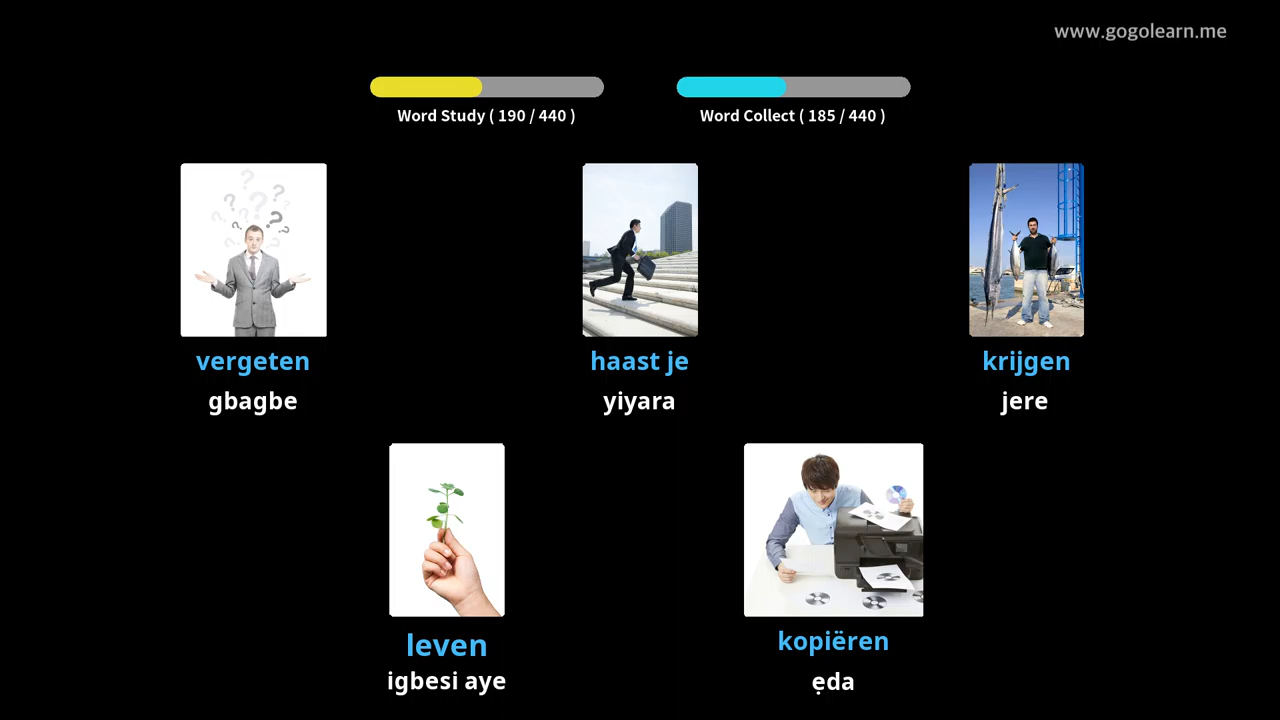 www.gogolearn.me
Word Study ( 190 / 440 )
Word Collect ( 185 / 440 )
vergeten
gbagbe
haast je
yiyara
krijgen
jere
leven
igbesi aye
kopiëren
ẹda